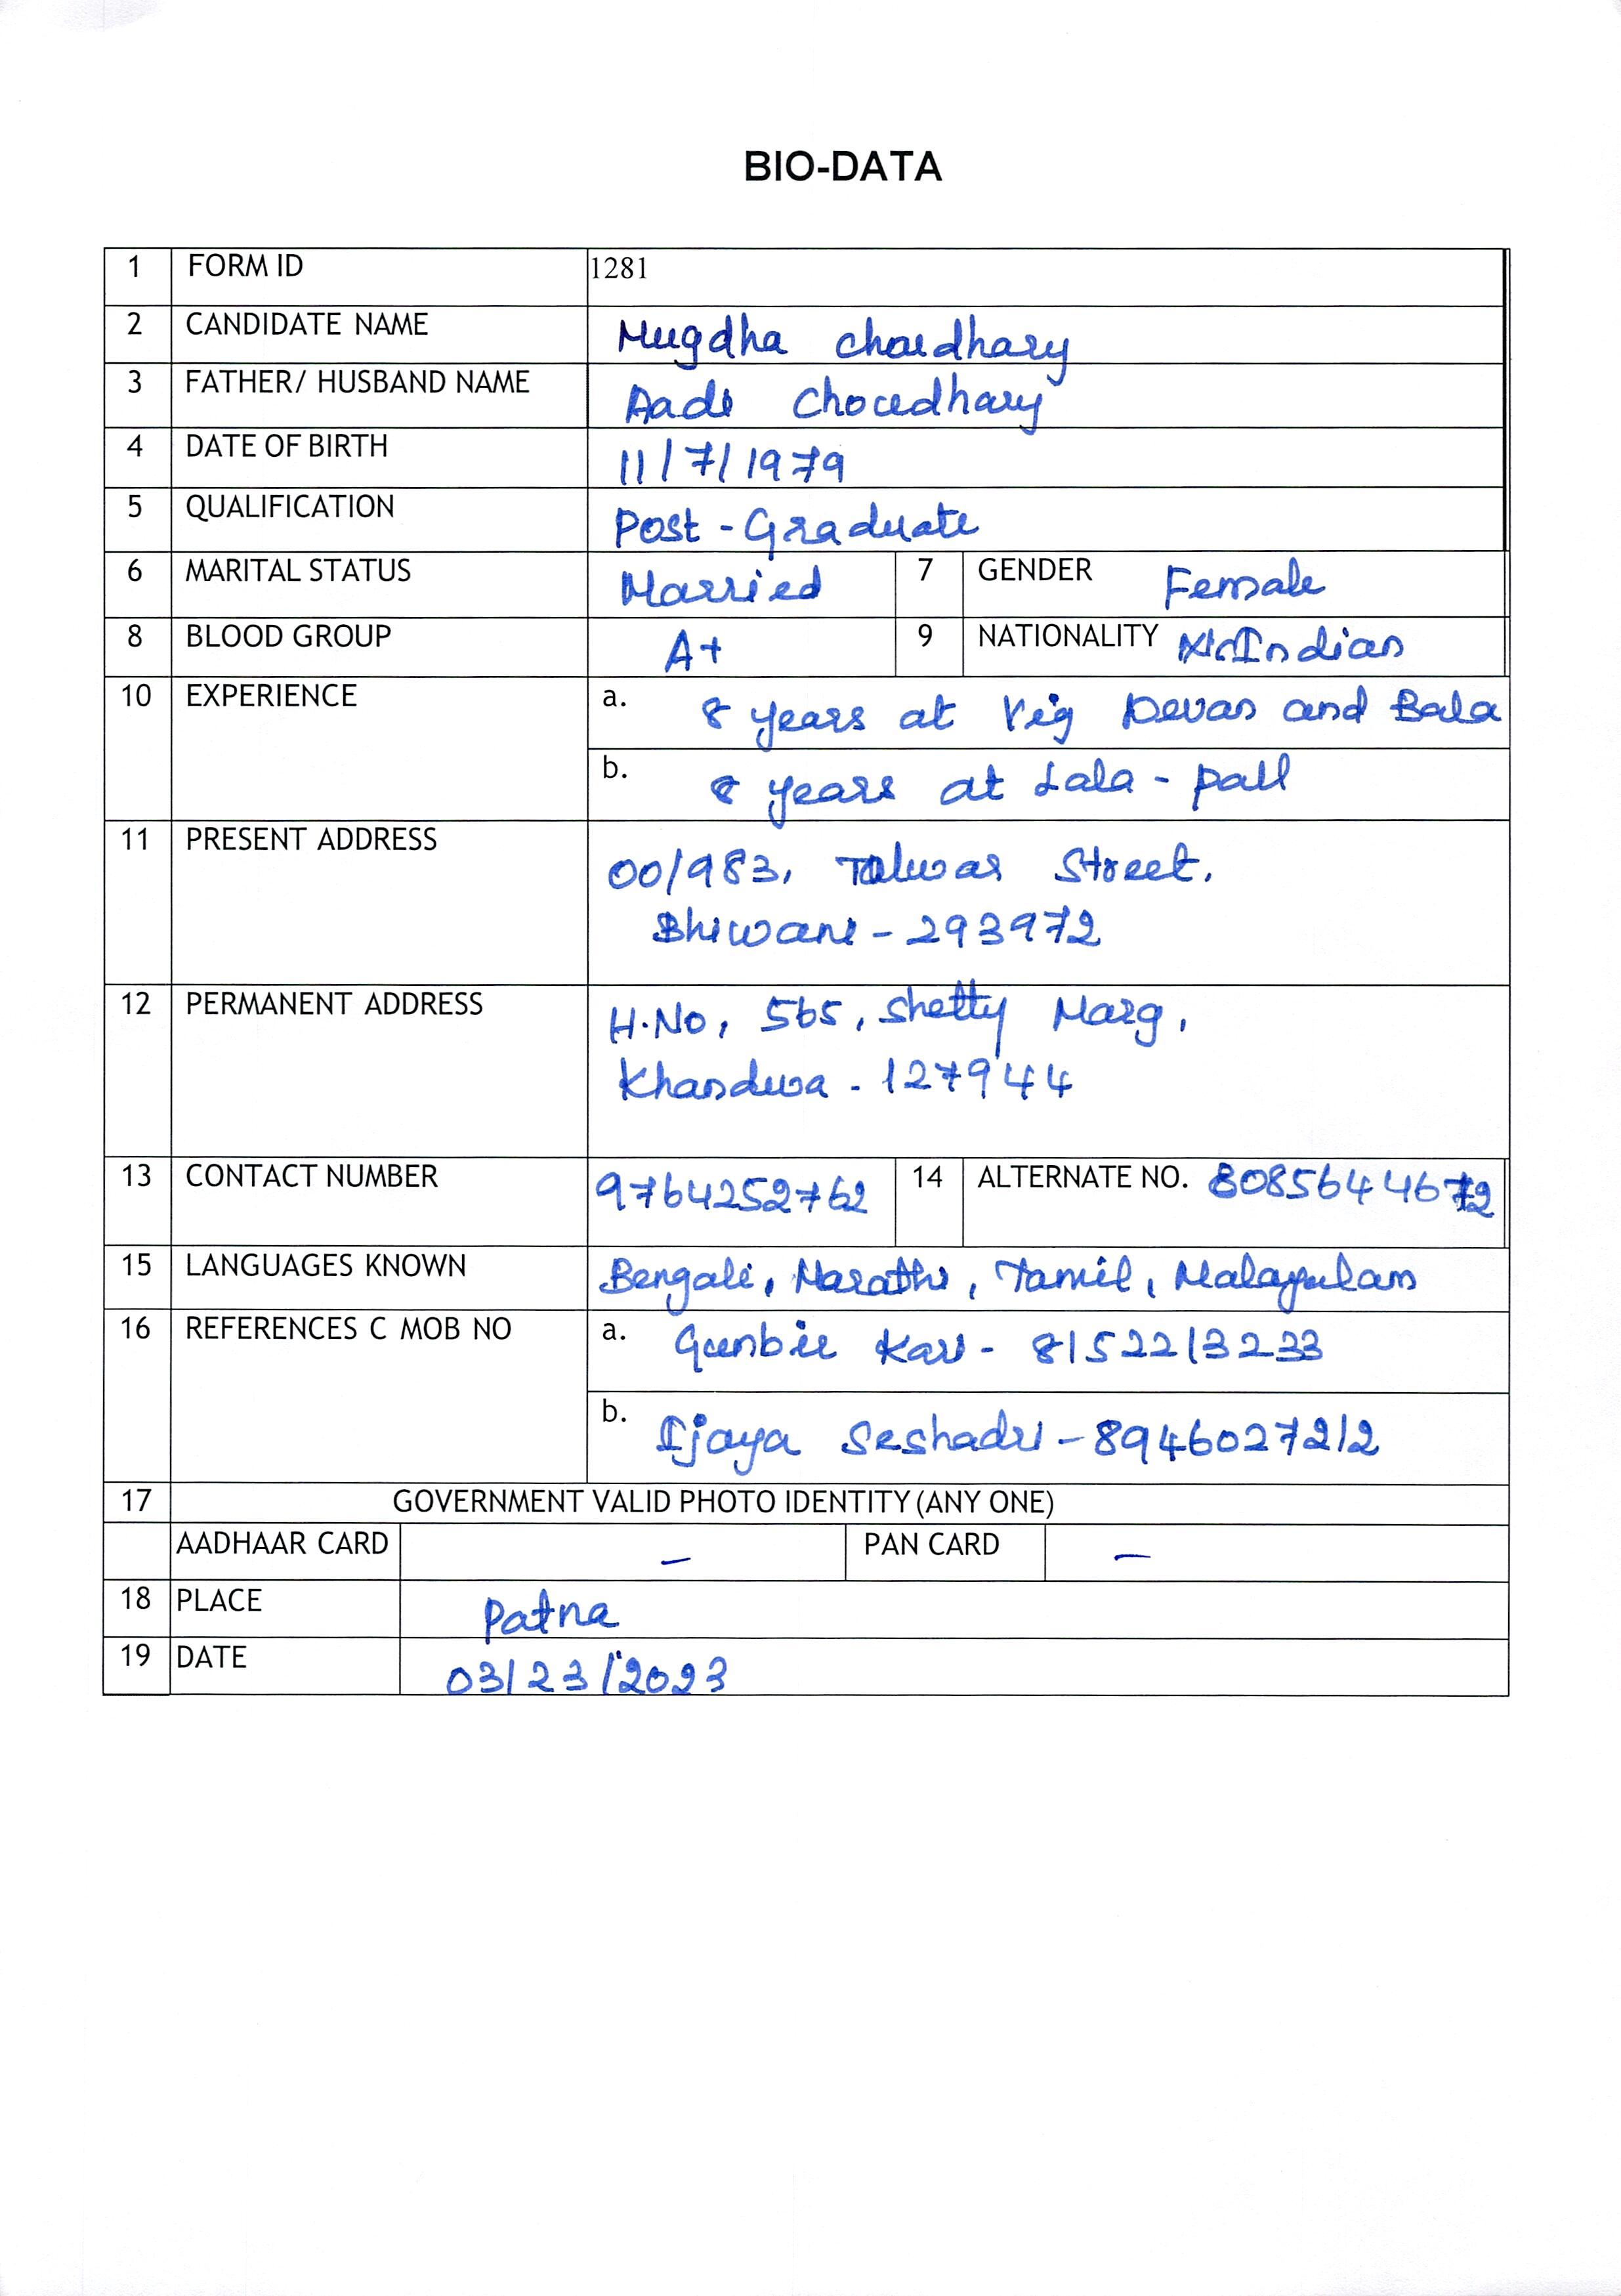 BIO-DATA
1 FORM ID 1281
2 CANDIDATE NAME Mugdha Chaudhary
3 FATHER/ HUSBAND NAME Aadi Choudhary
4 DATE OF BIRTH 11/7/1979
5 QUALIFICATION Post-Graduate
6 MARITAL STATUS Married 7 GENDER Female
8 BLOOD GROUP A+ 9 NATIONALITY Indian
10 EXPERIENCE a. 8 years at Vig Devan and Bala
b. 8 years at Lala-pall
11 PRESENT ADDRESS 00/983, Talwar Street.
Bhiwani-293972
12 PERMANENT ADDRESS H.No, 565, Shetty Marg,
Khandwa-127944
13 CONTACT NUMBER 9764252762 14 ALTERNATE NO. 8085644672
15 LANGUAGES KNOWN Bengali, Marathi, Tamil, Malayalam
16 REFERENCES C MOB NO a. - 8152213233
b. Ijaya Seshadri-8946027212
17 GOVERNMENT VALID PHOTO IDENTITY (ANY ONE)
AADHAAR CARD - PAN CARD -
18 PLACE Patna
19 DATE 03/23/2023